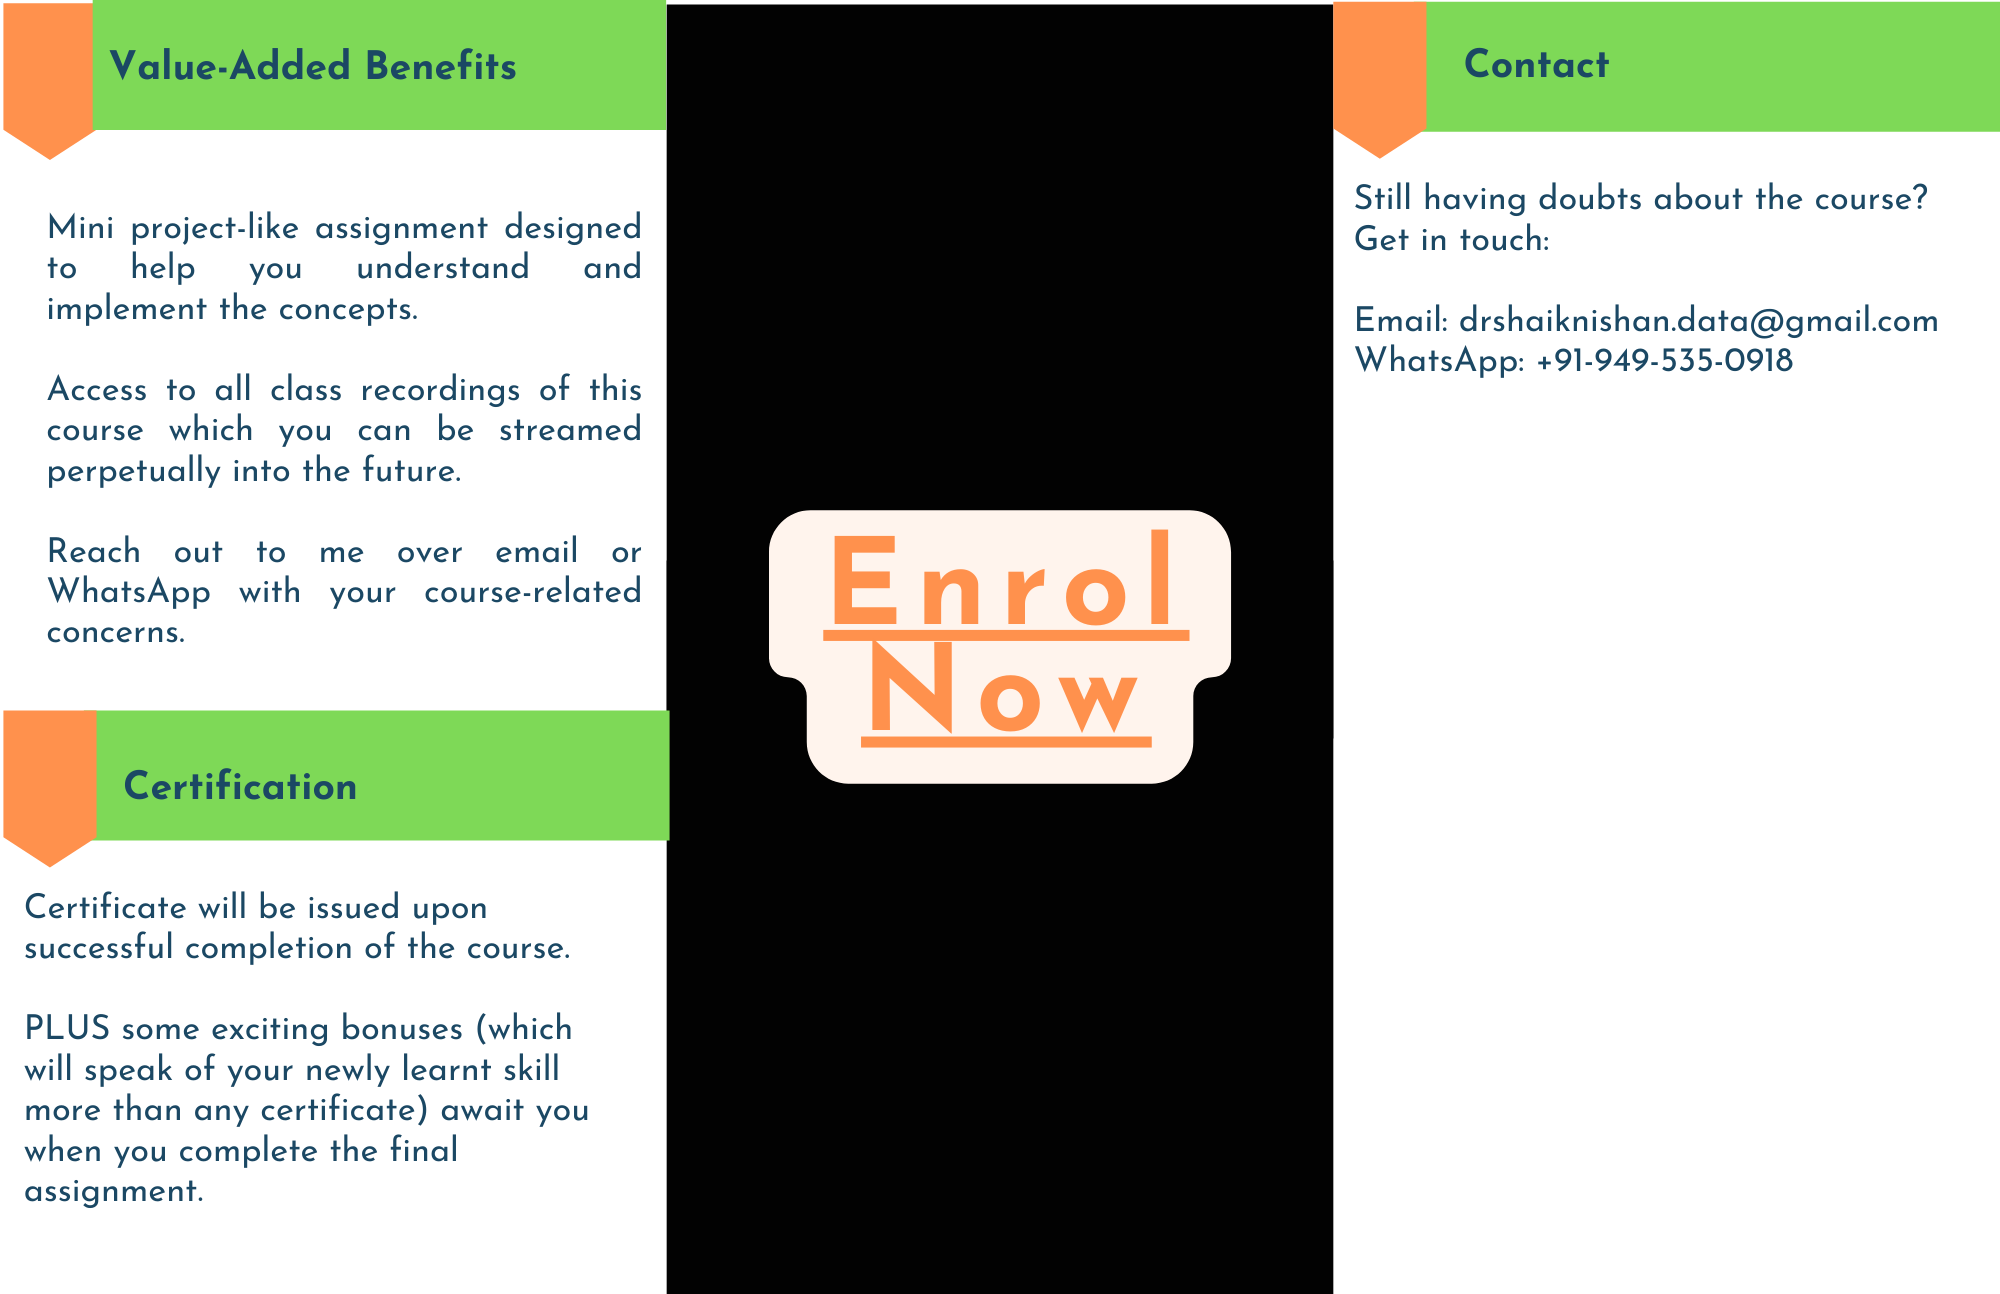 Value-Added Benefits
Mini project-like assignment designed
to help you understand and
implement the concepts.
Access to all class recordings of this
course which you can be streamed
perpetually into the future.
Reach out to me over email or
WhatsApp with your course-related
concerns.
Certification
Certificate will be issued upon
successful completion of the course.
PLUS some exciting bonuses (which
will speak of your newly learnt skill
more than any certificate) await you
when you complete the final
assignment.
Enrol
Now
Contact
Still having doubts about the course?
Get in touch:
Email: drshaiknishan.data@gmail.com
WhatsApp: +91-949-535-0918